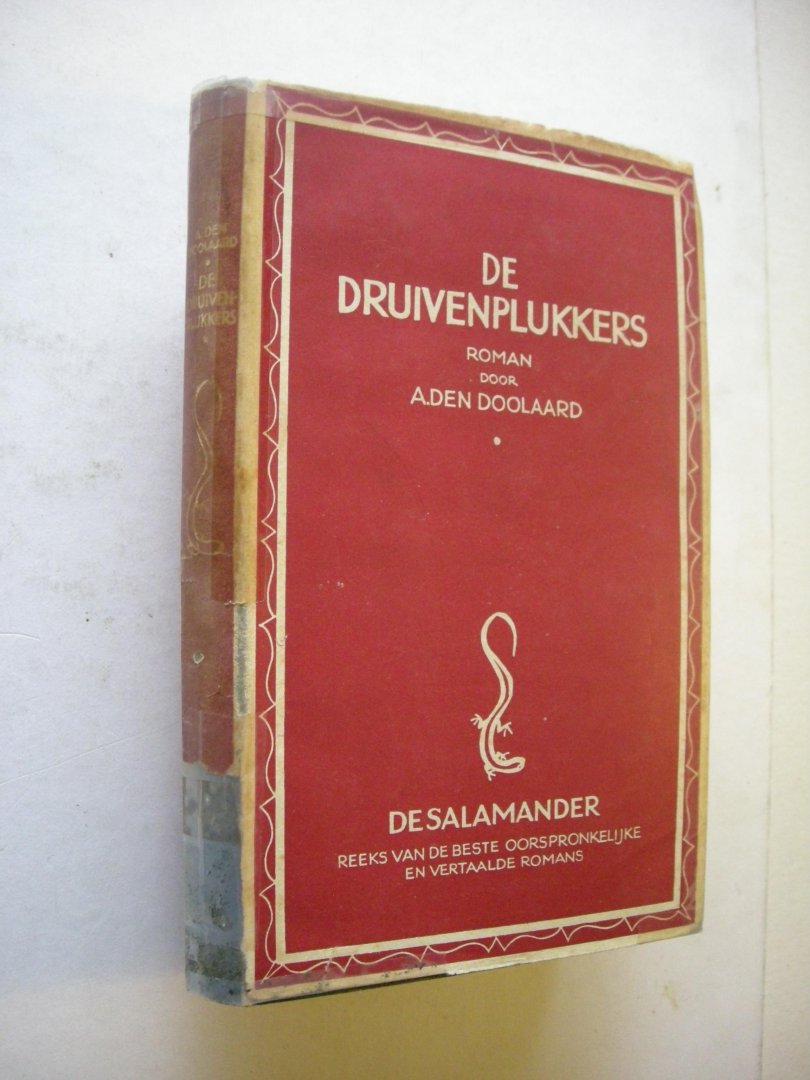 DE
DRUIVENPLUKKERS
ROMAN
DOOR
A.DEN DOOLAARD
DE SALAMANDER
REEKS VAN DE BESTE OORSPRONKELIJKE
EN VERTAALDE ROMANS
A. DEN
DOOLAARD
DE
DRUIVEN-
PLUKKERS